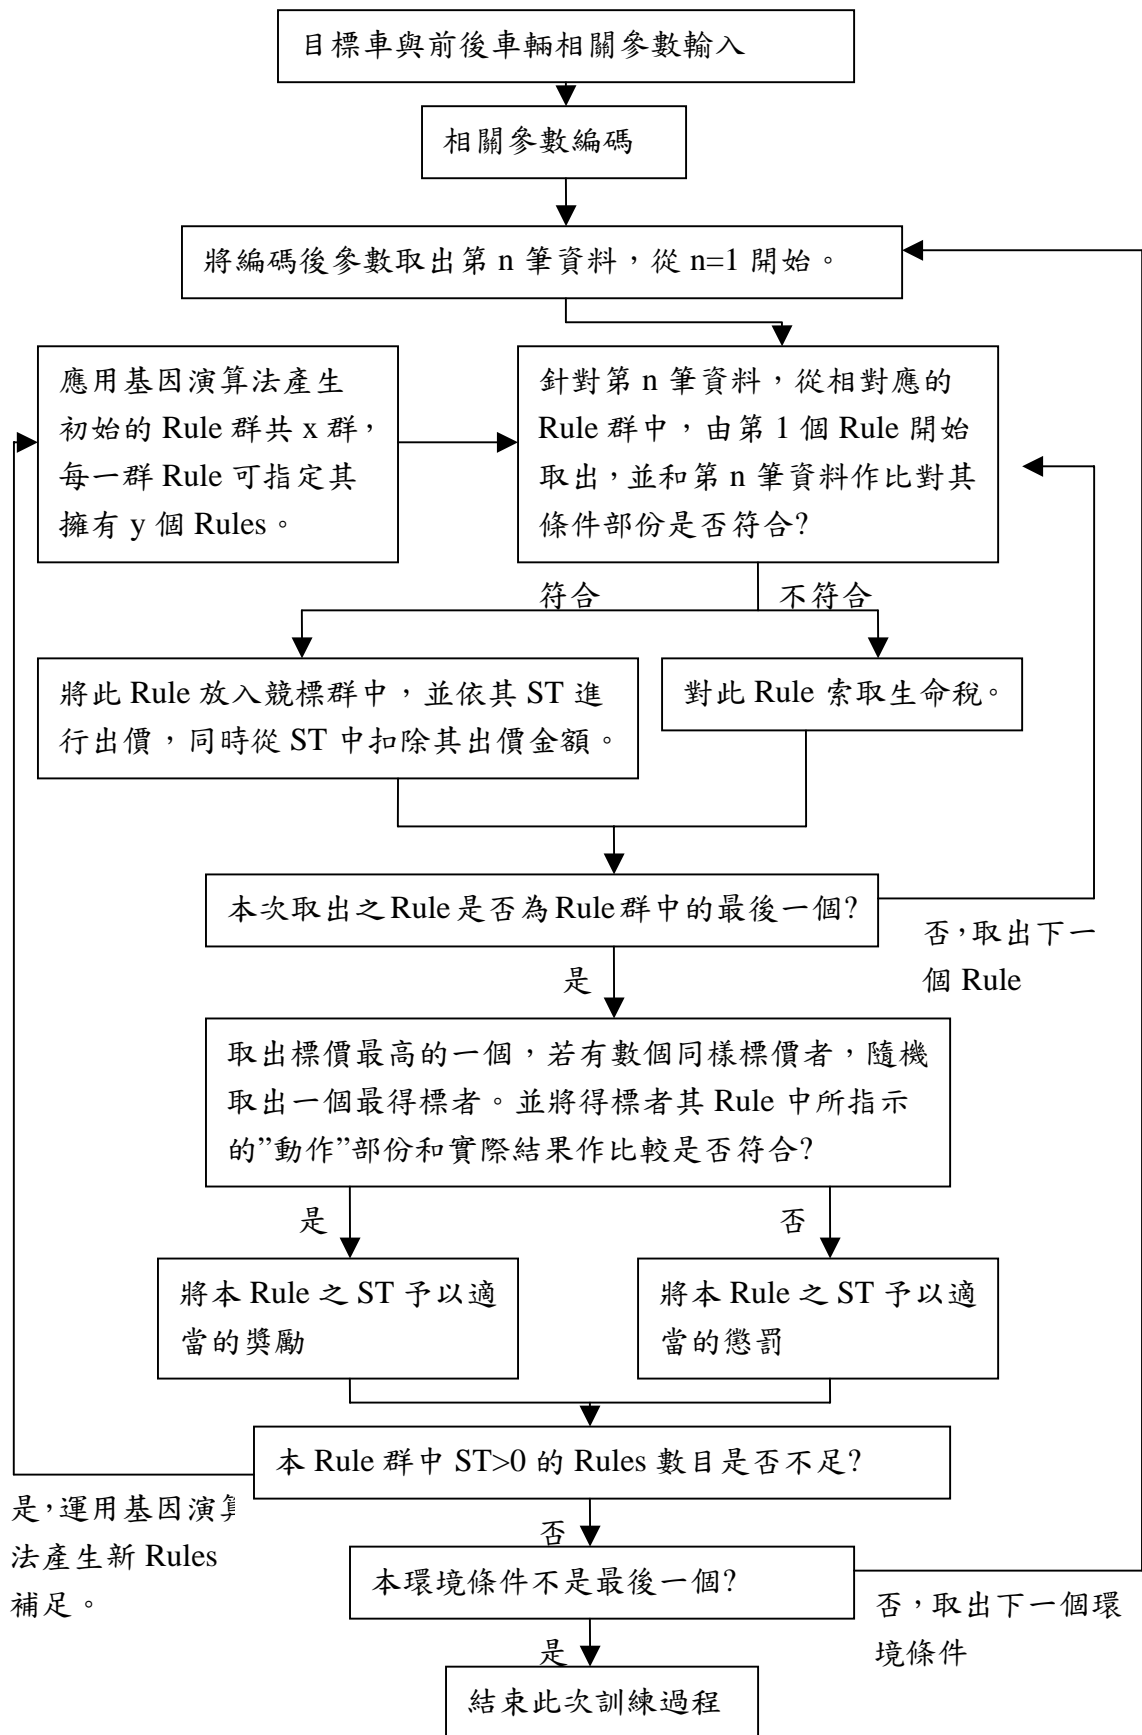 目標車與前後車輛相關參數輸入
相關參數編碼
將編碼後參數取出第 n 筆資料，從 n=1 開始。
應用基因演算法產生
初始的 Rule 群共 x 群，
每一群 Rule 可指定其
擁有 y 個 Rules。
針對第 n 筆資料，從相對應的
Rule 群中，由第 1 個 Rule 開始
取出，並和第 n 筆資料作比對其
條件部份是否符合?
符合
不符合
將此 Rule 放入競標群中，並依其 ST 進
行出價，同時從 ST 中扣除其出價金額。
對此 Rule 索取生命稅。
本次取出之 Rule 是否為 Rule 群中的最後一個?
否，取出下一
個 Rule
是
取出標價最高的一個，若有數個同樣標價者，隨機
取出一個最得標者。並將得標者其 Rule 中所指示
的”動作”部份和實際結果作比較是否符合?
是
否
將本 Rule 之 ST 予以適
當的獎勵
將本 Rule 之 ST 予以適
當的懲罰
本 Rule 群中 ST>0 的 Rules 數目是否不足?
是，運用基因演算
法產生新 Rules
補足。
否
本環境條件不是最後一個?
否，取出下一個環
境條件
是
結束此次訓練過程